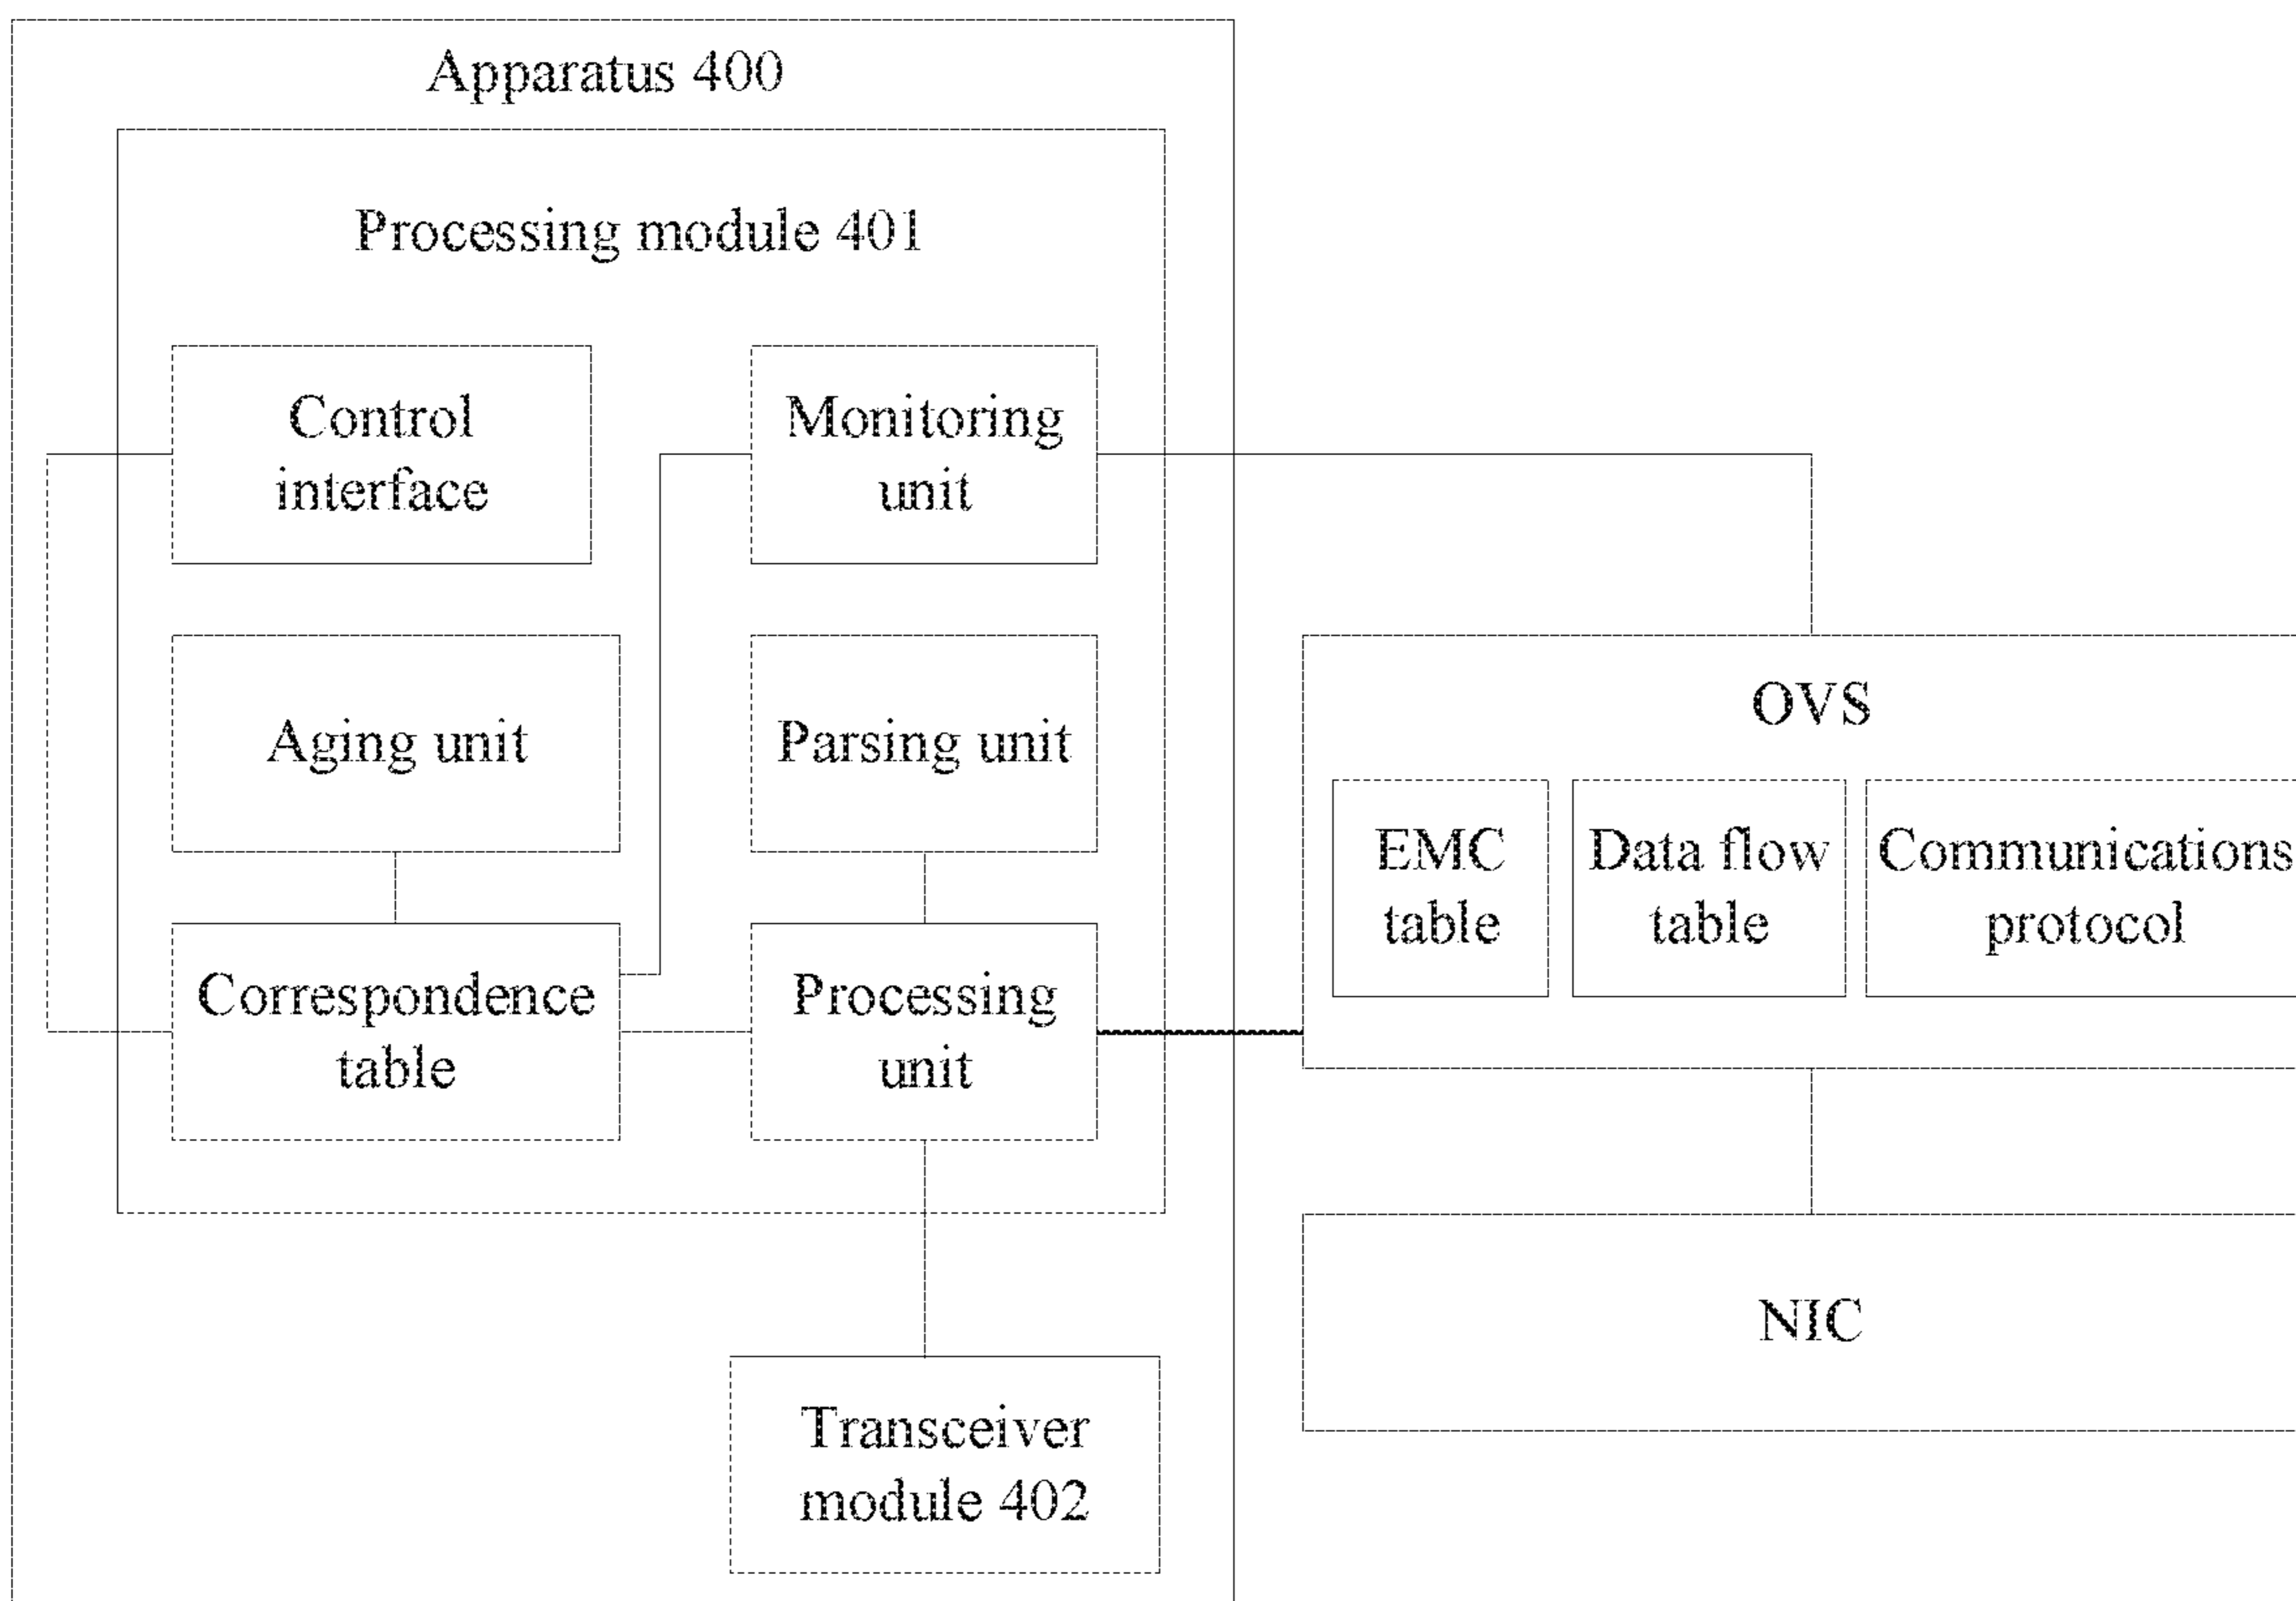 Apparatus 400
Processing module 401
Control
interface
Monitoring
unit
Aging unit
Parsing unit
Correspondence
table
Processing
unit
Transceiver
module 402
OVS
EMC
table
Data flow
table
Communications
protocol
NIC